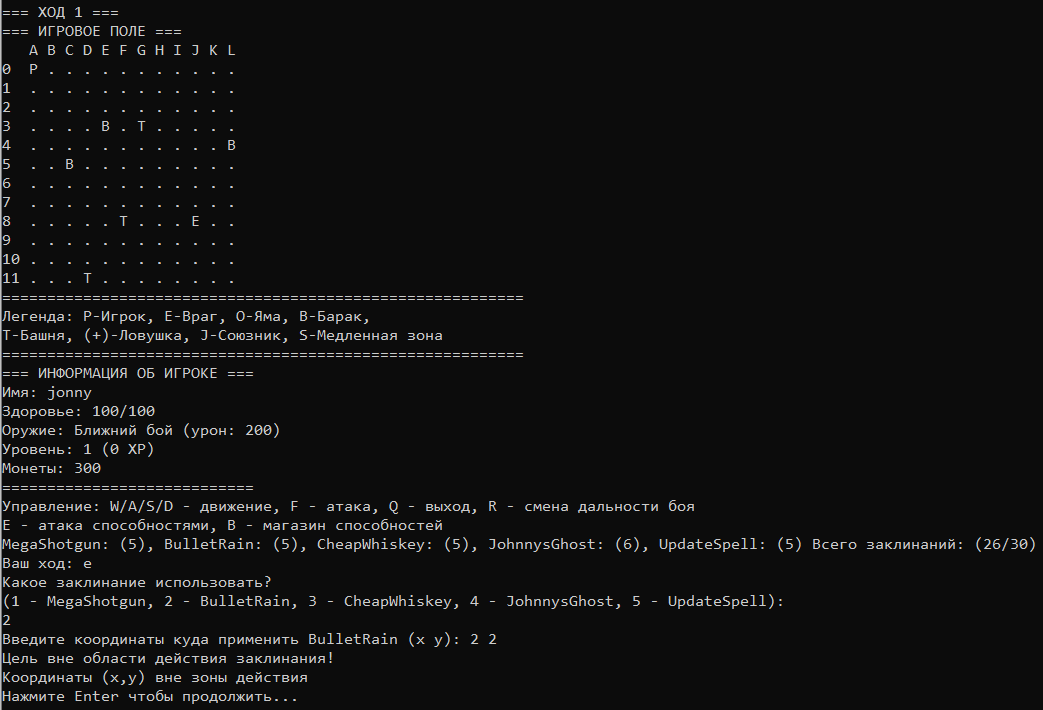 === ХОД 1 ===
=== ИГРОВОЕ ПОЛЕ ===
A B C D E F G H I J K L
0 P . . . . . . . . . . .
1 . . . . . . . . . . . .
2 . . . . . . . . . . . .
3 . . . . B . T . . . . .
4 . . . . . . . . . . . B
5 . . B . . . . . . . . .
6 . . . . . . . . . . . .
7 . . . . . . . . . . . .
8 . . . . . T . . . E . .
9 . . . . . . . . . . . .
10 . . . . . . . . . . . .
11 . . . T . . . . . . . .
==========================================================
Легенда: P-Игрок, E-Враг, O-Яма, B-Барак,
T-Башня, (+)-Ловушка, J-Союзник, S-Медленная зона
==========================================================
=== ИНФОРМАЦИЯ ОБ ИГРОКЕ ===
Имя: jonny
Здоровье: 100/100
Оружие: Ближний бой (урон: 200)
Уровень: 1 (0 XP)
Монеты: 300
============================
Управление: W/A/S/D - движение, F - атака, Q - выход, R - смена дальности боя
E - атака способностями, B - магазин способностей
MegaShotgun: (5), BulletRain: (5), CheapWhiskey: (5), JohnnysGhost: (6), UpdateSpell: (5) Всего заклинаний: (26/30)
Ваш ход: e
Какое заклинание использовать?
(1 - MegaShotgun, 2 - BulletRain, 3 - CheapWhiskey, 4 - JohnnysGhost, 5 - UpdateSpell):
2
Введите координаты куда применить BulletRain (x y): 2 2
Цель вне области действия заклинания!
Координаты (x,y) вне зоны действия
Нажмите Enter чтобы продолжить...